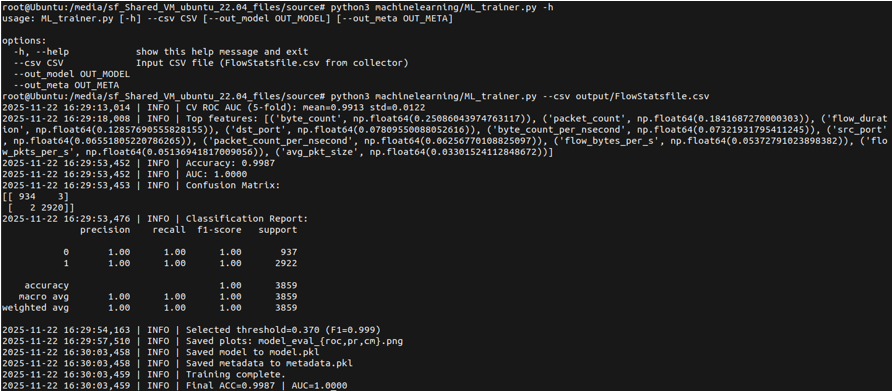 root@Ubuntu:/media/sf_Shared_VM_ubuntu_22.04_files/source# python3 machinelearning/ML_trainer.py -h
usage: ML_trainer.py [-h] --csv CSV [--out_model OUT_MODEL] [--out_meta OUT_META]

options:
  -h, --help            show this help message and exit
  --csv CSV             Input CSV file (FlowStatsfile.csv from collector)
  --out_model OUT_MODEL
  --out_meta OUT_META
root@Ubuntu:/media/sf_Shared_VM_ubuntu_22.04_files/source# python3 machinelearning/ML_trainer.py --csv output/FlowStatsfile.csv
2025-11-22 16:29:13,014 | INFO | CV ROC AUC (5-fold): mean=0.9913 std=0.0122
2025-11-22 16:29:18,008 | INFO | Top features: [('byte_count', np.float64(0.25086043974763117)), ('packet_count', np.float64(0.1841687270000303)), ('flow_durat
ion', np.float64(0.12857690555828155)), ('dst_port', np.float64(0.07809550088052616)), ('byte_count_per_nsecond', np.float64(0.07321931795411245)), ('src_port'
, np.float64(0.06551805220786265)), ('packet_count_per_nsecond', np.float64(0.06256770108825097)), ('flow_bytes_per_s', np.float64(0.05372791023898382)), ('fl
ow_pkts_per_s', np.float64(0.05136941817009056)), ('avg_pkt_size', np.float64(0.03301524112848672))]
2025-11-22 16:29:53,452 | INFO | Accuracy: 0.9987
2025-11-22 16:29:53,452 | INFO | AUC: 1.0000
2025-11-22 16:29:53,453 | INFO | Confusion Matrix:
[[ 934    3]
 [   2 2920]]
2025-11-22 16:29:53,476 | INFO | Classification Report:
              precision    recall  f1-score   support

           0       1.00      1.00      1.00       937
           1       1.00      1.00      1.00      2922

    accuracy                           1.00      3859
   macro avg       1.00      1.00      1.00      3859
weighted avg       1.00      1.00      1.00      3859

2025-11-22 16:29:54,163 | INFO | Selected threshold=0.370 (F1=0.999)
2025-11-22 16:29:57,510 | INFO | Saved plots: model_eval_{roc,pr,cm}.png
2025-11-22 16:30:03,458 | INFO | Saved model to model.pkl
2025-11-22 16:30:03,458 | INFO | Saved metadata to metadata.pkl
2025-11-22 16:30:03,459 | INFO | Training complete.
2025-11-22 16:30:03,459 | INFO | Final ACC=0.9987 | AUC=1.0000